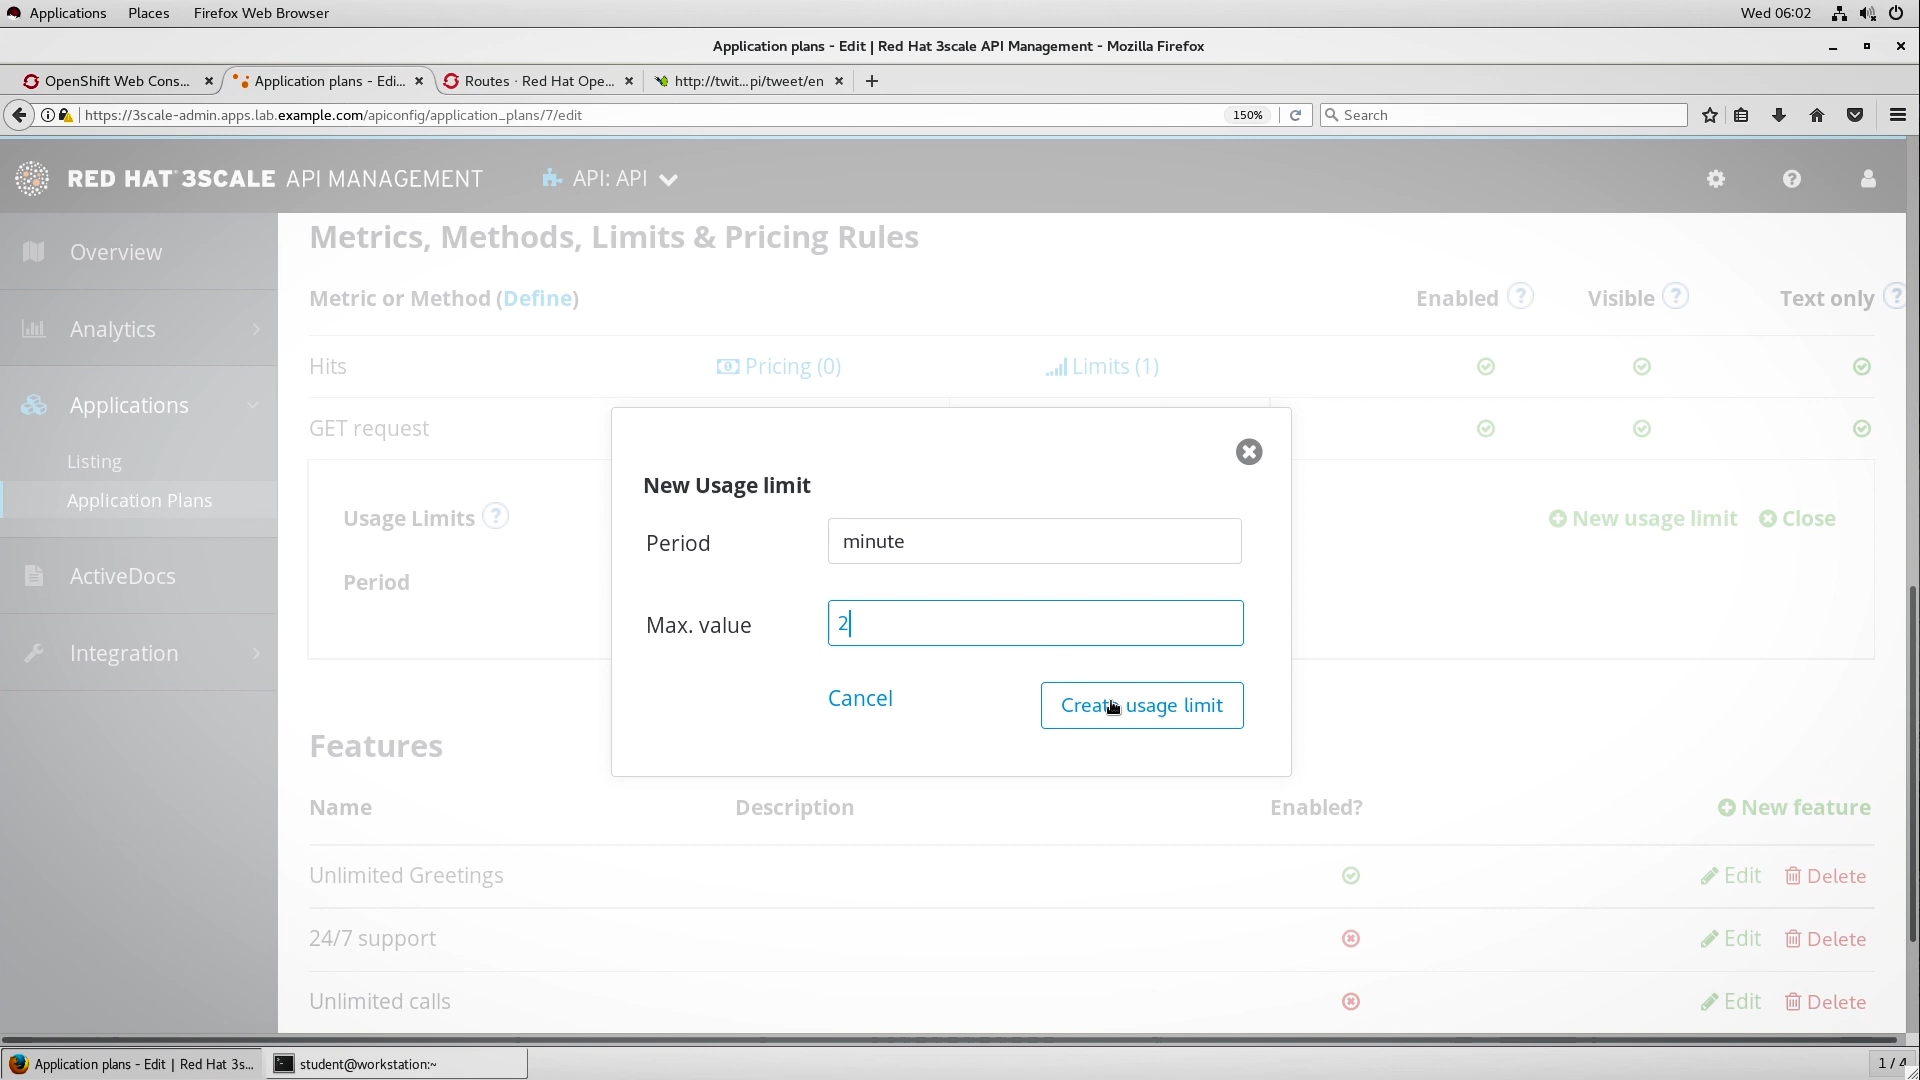 Applications Places Firefox Web Browser Wed 06:02
Application plans - Edit | Red Hat 3scale API Management - Mozilla Firefox
OpenShift Web Cons... Application plans - Edi... Routes · Red Hat Ope... http://twit...pi/tweet/en
https://3scale-admin.apps.lab.example.com/apiconfig/application_plans/7/edit 150% Search
RED HAT 3SCALE API MANAGEMENT API: API
Metrics, Methods, Limits & Pricing Rules
Overview
Metric or Method (Define) Enabled ? Visible ? Text only ?
Analytics
Hits Pricing (0) Limits (1)
Applications
GET request
Listing
Application Plans
New Usage limit
Usage Limits ? New usage limit Close
Period minute
Period
ActiveDocs
Max. value 2
Integration
Cancel Create usage limit
Features
Name Description Enabled? New feature
Unlimited Greetings Edit Delete
24/7 support Edit Delete
Unlimited calls Edit Delete
Application plans - Edit | Red Hat 3s... student@workstation:~ 1 / 4